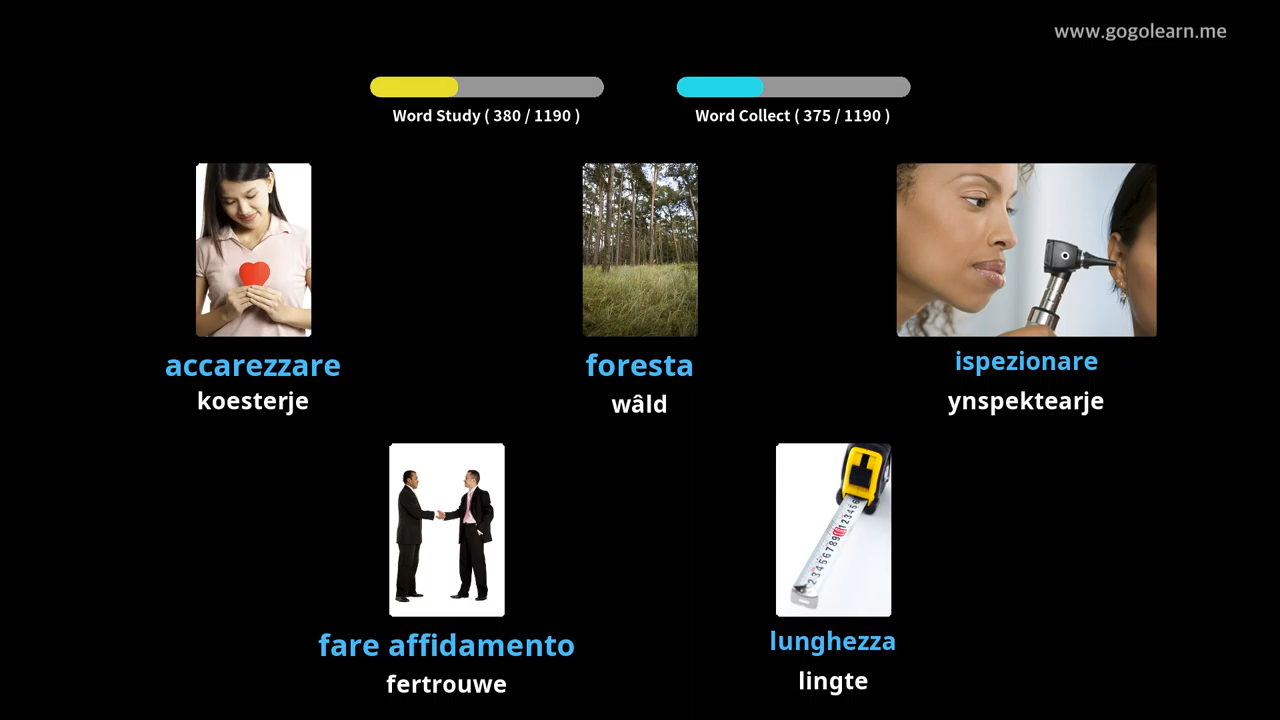 www.gogolearn.me
Word Study ( 380 / 1190 )
Word Collect ( 375 / 1190 )
accarezzare
koesterje
foresta
wâld
ispezionare
ynspektearje
fare affidamento
fertrouwe
lunghezza
lingte